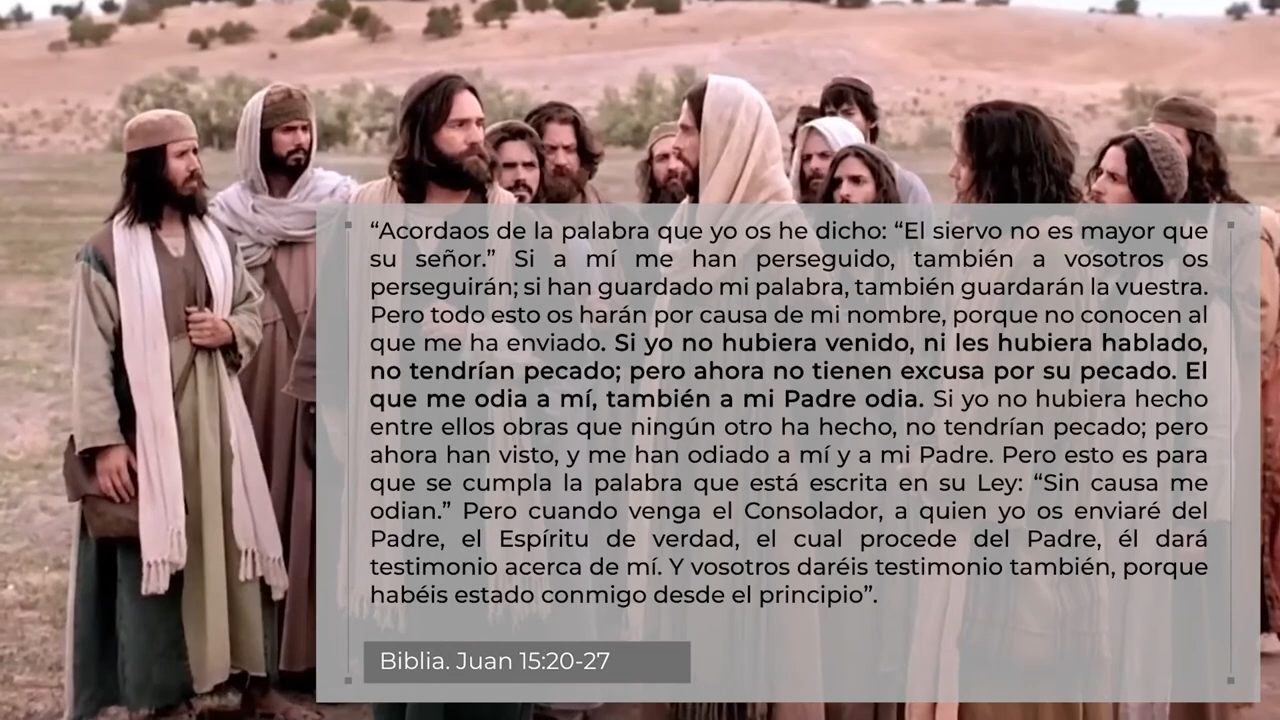 “Acordaos de la palabra que yo os he dicho: “El siervo no es mayor que
su señor.” Si a mí me han perseguido, también a vosotros os
perseguirán; si han guardado mi palabra, también guardarán la vuestra.
Pero todo esto os harán por causa de mi nombre, porque no conocen al
que me ha enviado. Si yo no hubiera venido, ni les hubiera hablado,
no tendrían pecado; pero ahora no tienen excusa por su pecado. El
que me odia a mí, también a mi Padre odia. Si yo no hubiera hecho
entre ellos obras que ningún otro ha hecho, no tendrían pecado; pero
ahora han visto, y me han odiado a mí y a mi Padre. Pero esto es para
que se cumpla la palabra que está escrita en su Ley: “Sin causa me
odian.” Pero cuando venga el Consolador, a quien yo os enviaré del
Padre, el Espíritu de verdad, el cual procede del Padre, él dará
testimonio acerca de mí. Y vosotros daréis testimonio también, porque
habéis estado conmigo desde el principio”.
Biblia. Juan 15:20-27